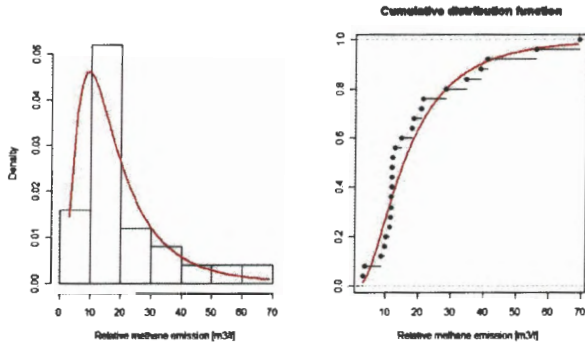 Cumulative distribution function
Density
0.00
0.01
0.02
0.03
0.04
0.05
0 10 20 30 40 50 60 70
Relative methane emission [m3/t]
0.0
0.2
0.4
0.6
0.8
1.0
0 10 20 30 40 50 60 70
Relative methane emission [m3/t]